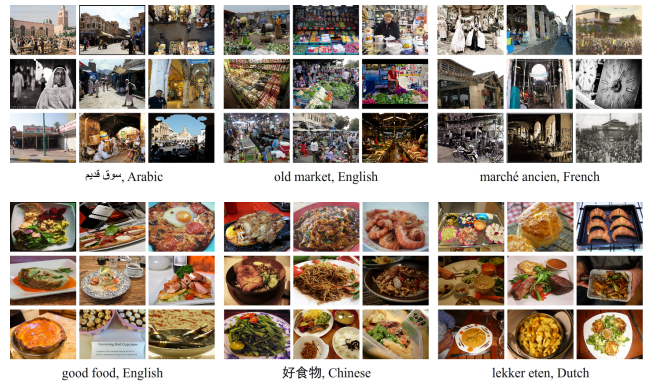 سوق قديم, Arabic
old market, English
marché ancien, French
good food, English
好食物, Chinese
lekker eten, Dutch